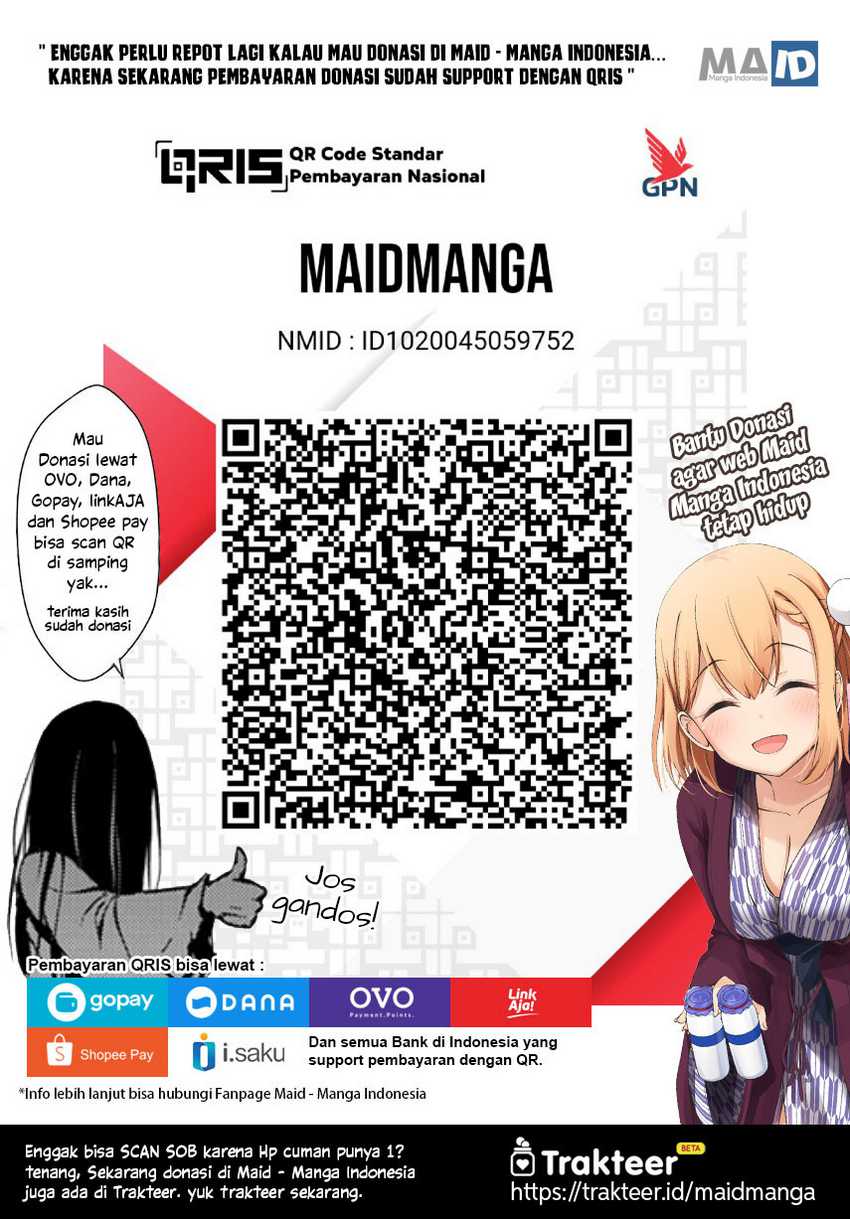 " ENGGAK PERLU REPOT LAGI KALAU MAU DONASI DI MAID - MANGA INDONESIA...
KARENA SEKARANG PEMBAYARAN DONASI SUDAH SUPPORT DENGAN QRIS "
MAID
Manga Indonesia
QRIS
QR Code Standar
Pembayaran Nasional
GPN
MAIDMANGA
NMID : ID1020045059752
Mau
Donasi lewat
OVO, Dana,
Gopay, linkAJA
dan Shopee pay
bisa scan QR
di samping
yak...
terima kasih
sudah donasi
Bantu Donasi
agar web Maid
Manga Indonesia
tetap hidup
Jos
gandos!
Pembayaran QRIS bisa lewat :
gopay
DANA
OVO
Payment.Points.
Link
Aja!
S Shopee Pay
i.saku
Dan semua Bank di Indonesia yang
support pembayaran dengan QR.
*Info lebih lanjut bisa hubungi Fanpage Maid - Manga Indonesia
Enggak bisa SCAN SOB karena Hp cuman punya 1?
tenang, Sekarang donasi di Maid - Manga Indonesia
juga ada di Trakteer. yuk trakteer sekarang.
Trakteer BETA
https://trakteer.id/maidmanga